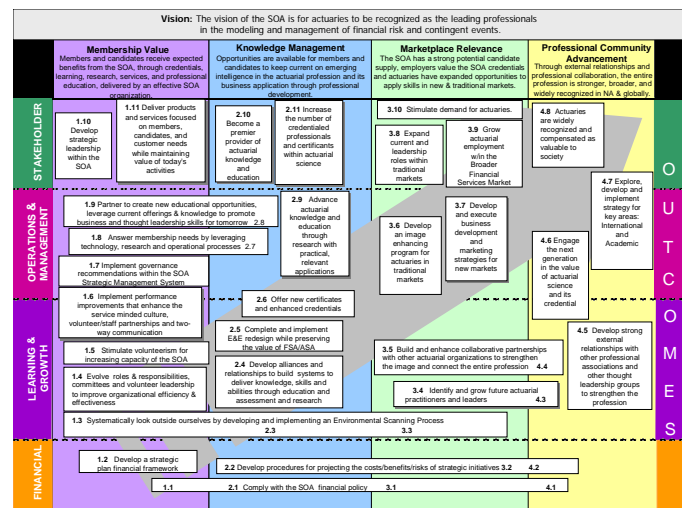 Vision: The vision of the SOA is for actuaries to be recognized as the leading professionals
in the modeling and management of financial risk and contingent events.
Membership Value
Members and candidates receive expected
benefits from the SOA, through credentials,
learning, research, services, and professional
education, delivered by an effective SOA
organization.
Knowledge Management
Opportunities are available for members and
candidates to keep current on emerging
intelligence in the actuarial profession and its
business application through professional
development.
Marketplace Relevance
The SOA has a strong potential candidate
supply, employers value the SOA credentials
and actuaries have expanded opportunities to
apply skills in new & traditional markets.
Professional Community
Advancement
Through external relationships and
professional collaboration, the entire
profession is stronger, broader, and
widely recognized in NA & globally.
STAKEHOLDER
1.10
Develop
strategic
leadership
within the
SOA
1.11 Deliver products
and services focused
on members,
candidates, and
customer needs
while maintaining
value of today's
activities
2.10
Become a
premier
provider of
actuarial
knowledge
and
education
2.11 Increase
the number of
credentialed
professionals
and certificants
within actuarial
science
3.10 Stimulate demand for actuaries.
3.8 Expand
current and
leadership
roles within
traditional
markets
3.9 Grow
actuarial
employment
w/in the
Broader
Financial
Services Market
4.8 Actuaries
are widely
recognized and
compensated as
valuable to
society
4.7 Explore,
develop and
implement
strategy for
key areas:
International
and
Academic
OPERATIONS &
MANAGEMENT
1.9 Partner to create new educational opportunities,
leverage current offerings & knowledge to promote
business and thought leadership skills for tomorrow 2.8
1.8 Answer membership needs by leveraging
technology, research and operational processes 2.7
1.7 Implement governance
recommendations within the SOA
Strategic Management System
1.6 Implement performance
improvements that enhance the
service minded culture,
volunteer/staff partnerships and two-
way communication
2.9 Advance
actuarial
knowledge and
education
through
research with
practical,
relevant
applications
2.6 Offer new certificates
and enhanced credentials
3.6 Develop
an image
enhancing
program for
actuaries in
traditional
markets
3.7 Develop
and execute
business
development
and
marketing
strategies for
new markets
4.6 Engage
the next
generation
in the value
of actuarial
science
and its
credential
LEARNING &
GROWTH
1.5 Stimulate volunteerism for
increasing capacity of the SOA
1.4 Evolve roles & responsibilities,
committees and volunteer leadership
to improve organizational efficiency &
effectiveness
2.5 Complete and implement
E&E redesign while preserving
the value of FSA/ASA
2.4 Develop alliances and
relationships to build systems to
deliver knowledge, skills and
abilities through education and
assessment and research
3.5 Build and enhance collaborative partnerships
with other actuarial organizations to strengthen
the image and connect the entire profession 4.4
3.4 Identify and grow future actuarial
practitioners and leaders 4.3
4.5 Develop strong
external
relationships with
other professional
associations and
other thought
leadership groups
to strengthen the
profession
1.3 Systematically look outside ourselves by developing and implementing an Environmental Scanning Process
2.3 3.3
FINANCIAL
1.2 Develop a strategic
plan financial framework
2.2 Develop procedures for projecting the costs/benefits/risks of strategic initiatives 3.2 4.2
1.1 2.1 Comply with the SOA financial policy 3.1 4.1
O
U
T
C
O
M
E
S